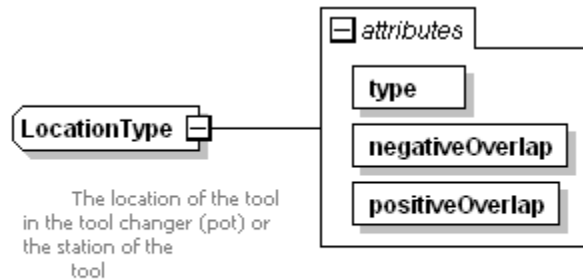 attributes
type
LocationType
negativeOverlap
positiveOverlap
The location of the tool
in the tool changer (pot) or
the station of the
tool